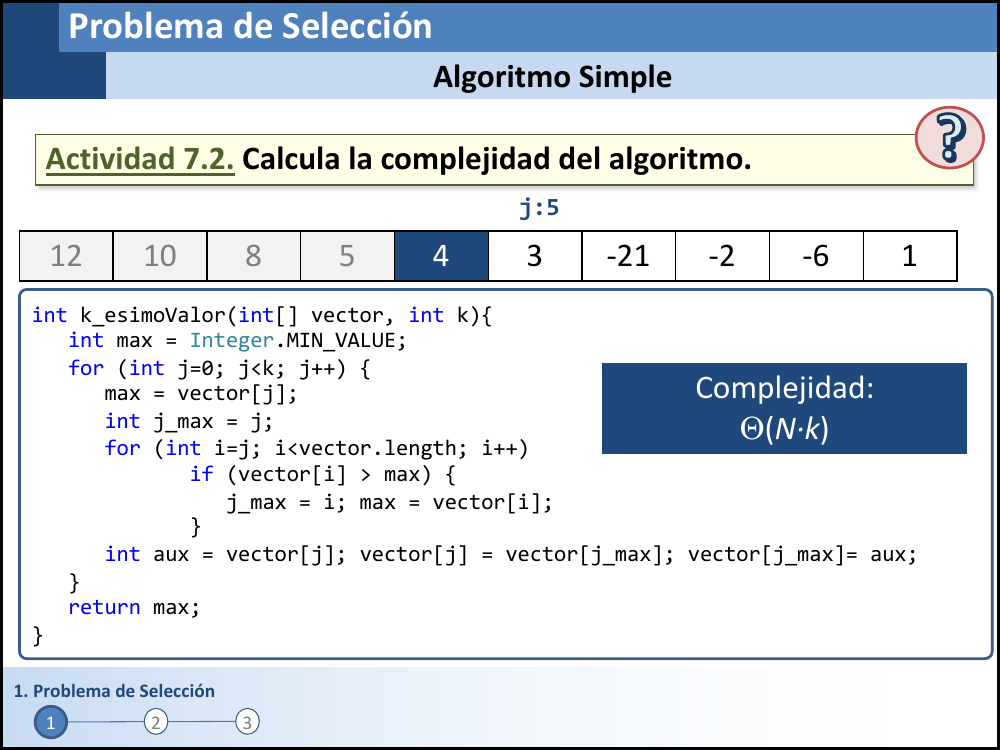 Problema de Selección
Algoritmo Simple
?
Actividad 7.2. Calcula la complejidad del algoritmo.
j:5
12 10 8 5 4 3 -21 -2 -6 1
int k_esimoValor(int[] vector, int k){
int max = Integer.MIN_VALUE;
for (int j=0; j<k; j++) {
max = vector[j];
int j_max = j;
for (int i=j; i<vector.length; i++)
if (vector[i] > max) {
j_max = i; max = vector[i];
}
int aux = vector[j]; vector[j] = vector[j_max]; vector[j_max]= aux;
}
return max;
}
Complejidad:
Θ(N·k)
1. Problema de Selección
1 2 3